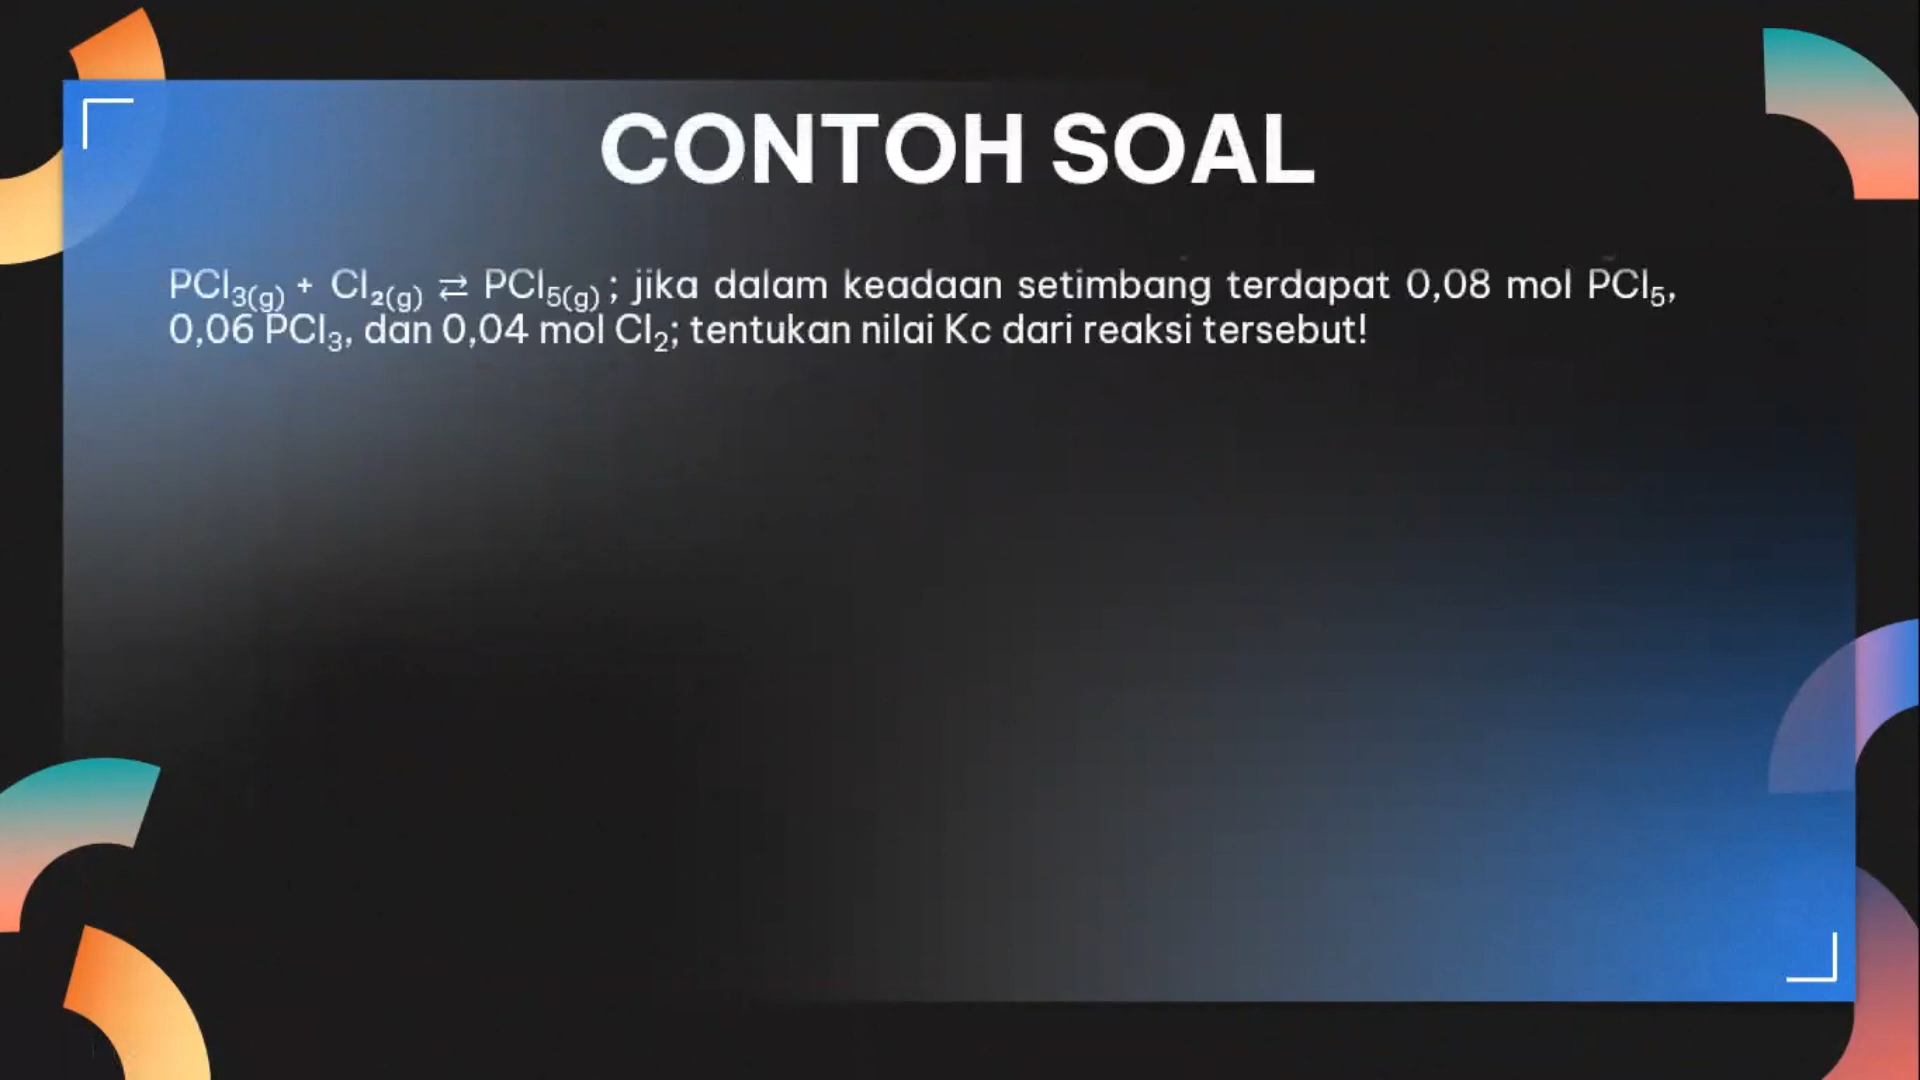 CONTOH SOAL
PCl₃(g) + Cl₂(g) ⇄ PCl₅(g) ; jika dalam keadaan setimbang terdapat 0,08 mol PCl₅,
0,06 PCl₃, dan 0,04 mol Cl₂; tentukan nilai Kc dari reaksi tersebut!